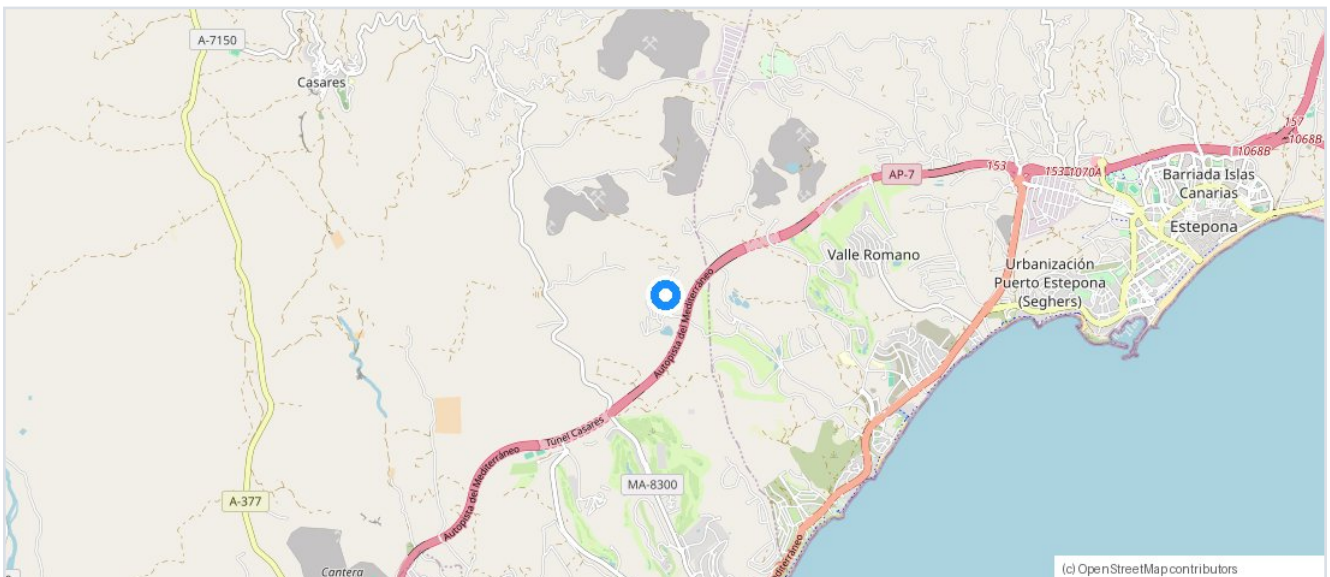 A-7150
Casares
157
1068B
1068B
AP-7
153
153
1070A
Barriada Islas
Canarias
Estepona
Valle Romano
Urbanización
Puerto Estepona
(Seghers)
Autopista del Mediterráneo
Túnel Casares
Autopista del Mediterráneo
MA-8300
A-377
Cantera
(c) OpenStreetMap contributors